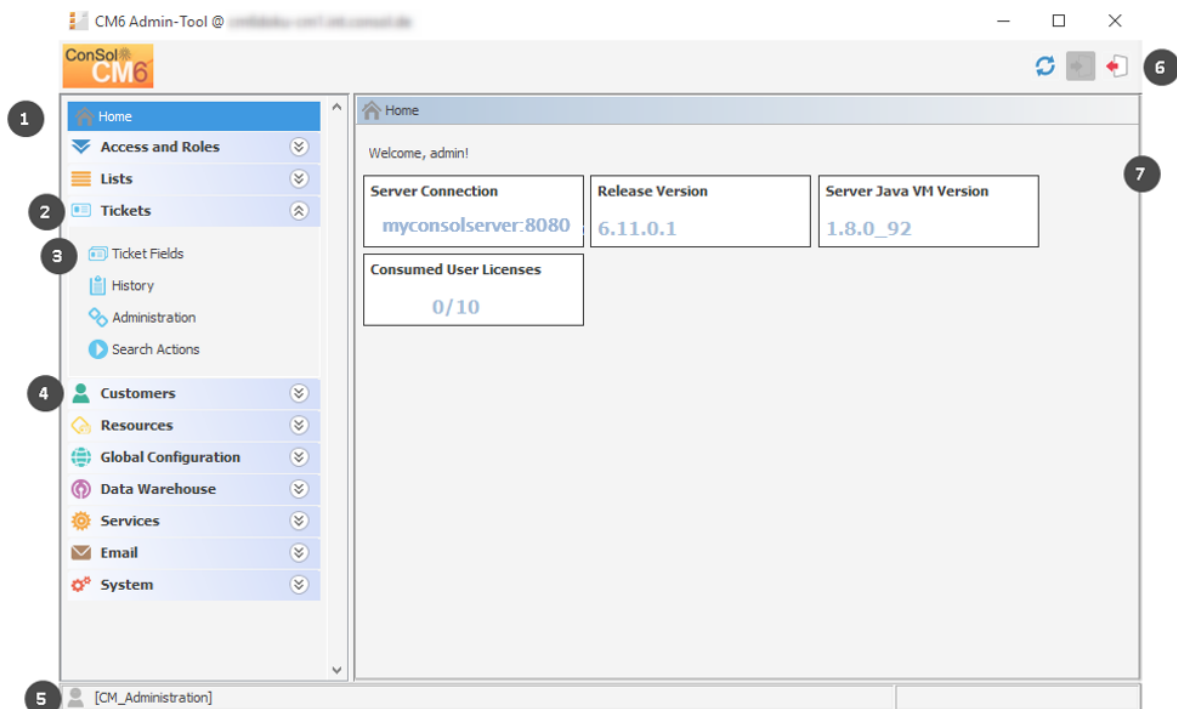 CM6 Admin-Tool @
ConSol
CM6
6
1
Home
Access and Roles
Lists
2
Tickets
3
Ticket Fields
History
Administration
Search Actions
4
Customers
Resources
Global Configuration
Data Warehouse
Services
Email
System
Home
Welcome, admin!
7
Server Connection
myconsolserver:8080
Release Version
6.11.0.1
Server Java VM Version
1.8.0_92
Consumed User Licenses
0/10
5
[CM_Administration]